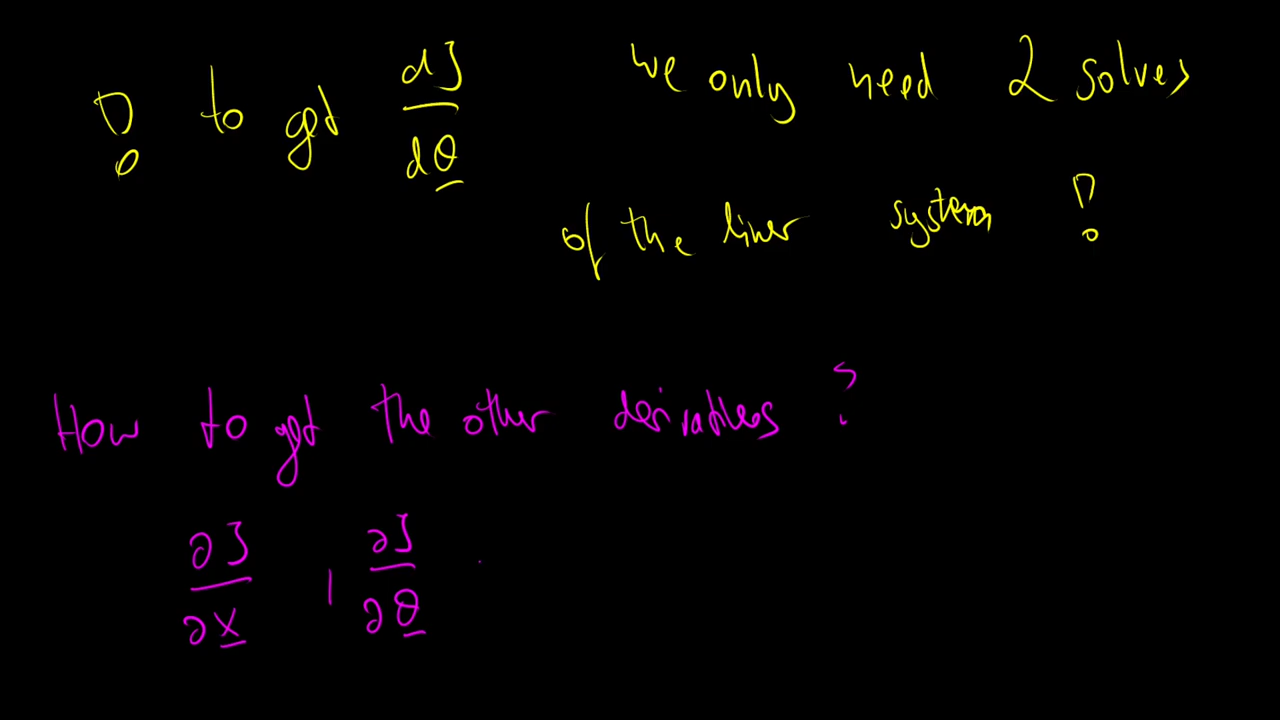 ! to get dJ/dθ we only need 2 solves
of the liner system !
How to get the other derivatives ?
∂J/∂x , ∂J/∂θ